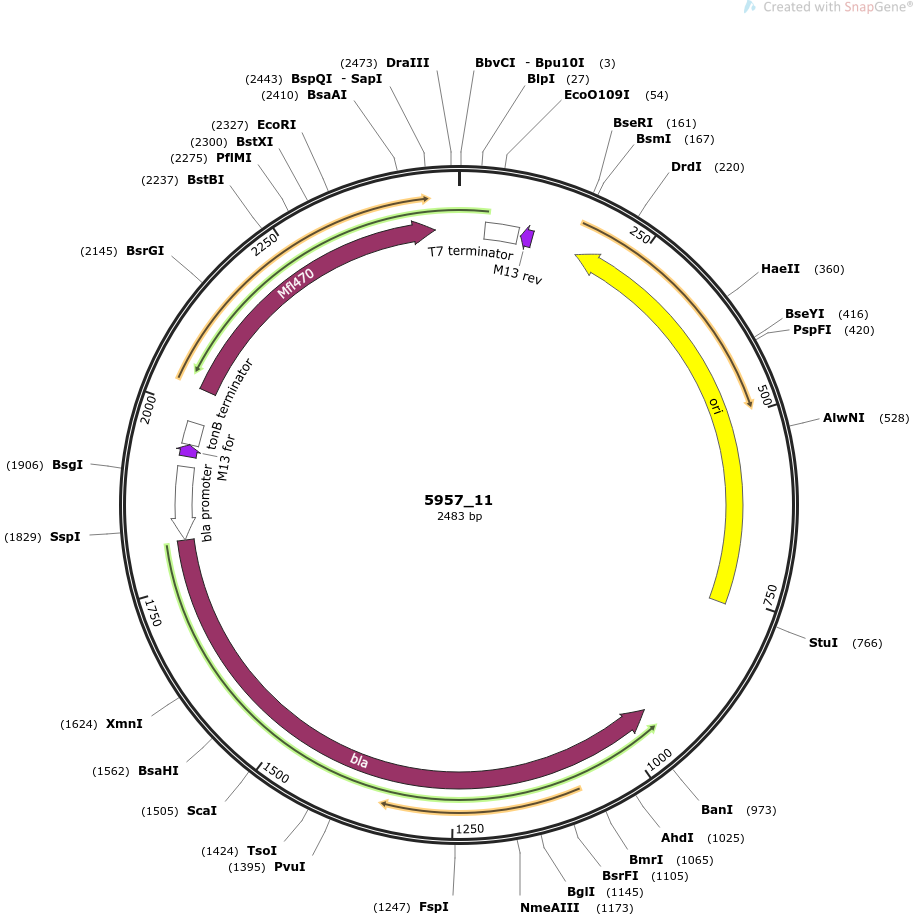 Created with SnapGene®
(2473) DraIII
BbvCI - Bpu10I (3)
(2443) BspQI - SapI
BlpI (27)
(2410) BsaAI
EcoO109I (54)
(2327) EcoRI
BseRI (161)
(2300) BstXI
BsmI (167)
(2275) PflMI
DrdI (220)
(2237) BstBI
2250
250
T7 terminator
M13 rev
(2145) BsrGI
Mfl470
HaeII (360)
BseYI (416)
PspFI (420)
2000
tonB terminator
M13 for
ori
500
AlwNI (528)
(1906) BsgI
bla promoter
5957_11
2483 bp
(1829) SspI
1750
750
StuI (766)
(1624) XmnI
bla
1000
(1562) BsaHI
1500
(1505) ScaI
BanI (973)
1250
AhdI (1025)
(1424) TsoI
BmrI (1065)
(1395) PvuI
BsrFI (1105)
BglI (1145)
(1247) FspI
NmeAIII (1173)